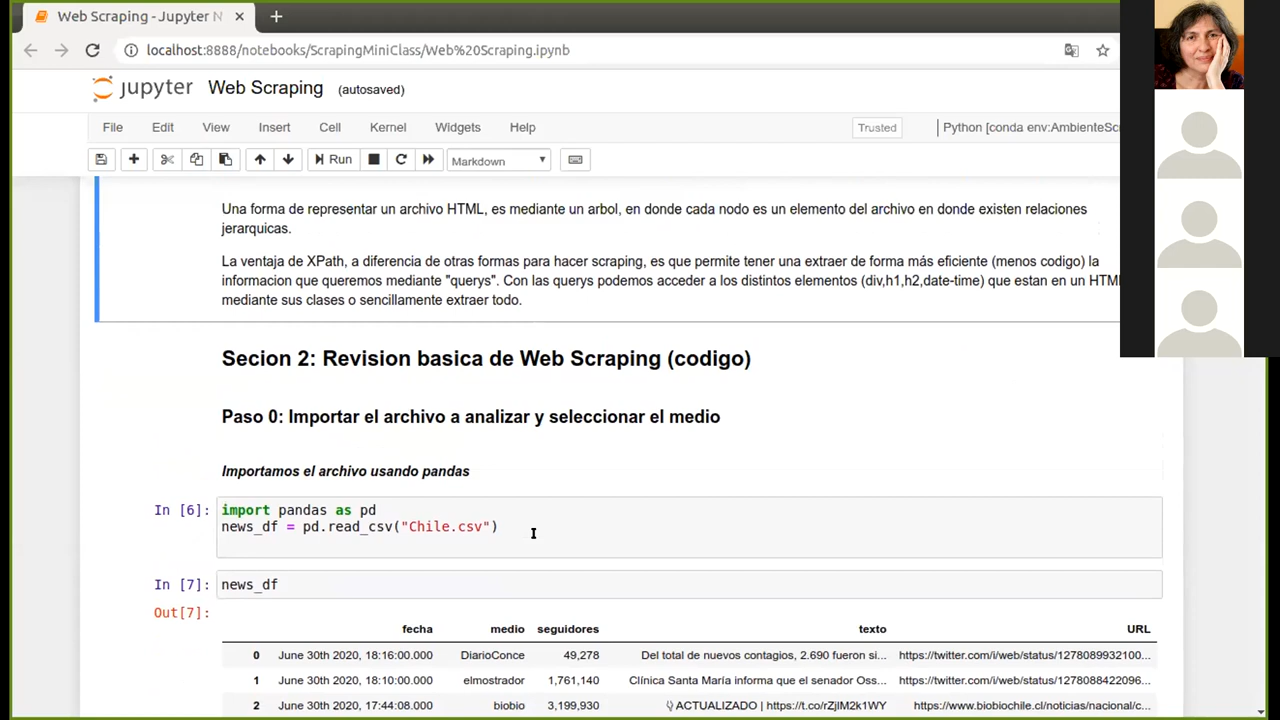 Web Scraping - Jupyter N
localhost:8888/notebooks/ScrapingMiniClass/Web%20Scraping.ipynb
jupyter Web Scraping (autosaved)
File Edit View Insert Cell Kernel Widgets Help Trusted Python [conda env:AmbienteScr
Run Markdown
Una forma de representar un archivo HTML, es mediante un arbol, en donde cada nodo es un elemento del archivo en donde existen relaciones
jerarquicas.
La ventaja de XPath, a diferencia de otras formas para hacer scraping, es que permite tener una extraer de forma más eficiente (menos codigo) la
informacion que queremos mediante "querys". Con las querys podemos acceder a los distintos elementos (div,h1,h2,date-time) que estan en un HTML
mediante sus clases o sencillamente extraer todo.
Secion 2: Revision basica de Web Scraping (codigo)
Paso 0: Importar el archivo a analizar y seleccionar el medio
Importamos el archivo usando pandas
In [6]: import pandas as pd
news_df = pd.read_csv("Chile.csv")
In [7]: news_df
Out[7]:
fecha medio seguidores texto URL
0 June 30th 2020, 18:16:00.000 DiarioConce 49,278 Del total de nuevos contagios, 2.690 fueron si... https://twitter.com/i/web/status/1278089932100...
1 June 30th 2020, 18:10:00.000 elmostrador 1,761,140 Clínica Santa María informa que el senador Oss... https://twitter.com/i/web/status/1278088422096...
2 June 30th 2020, 17:44:08.000 biobio 3,199,930 ACTUALIZADO | https://t.co/rZjlM2k1WY https://www.biobiochile.cl/noticias/nacional/c...